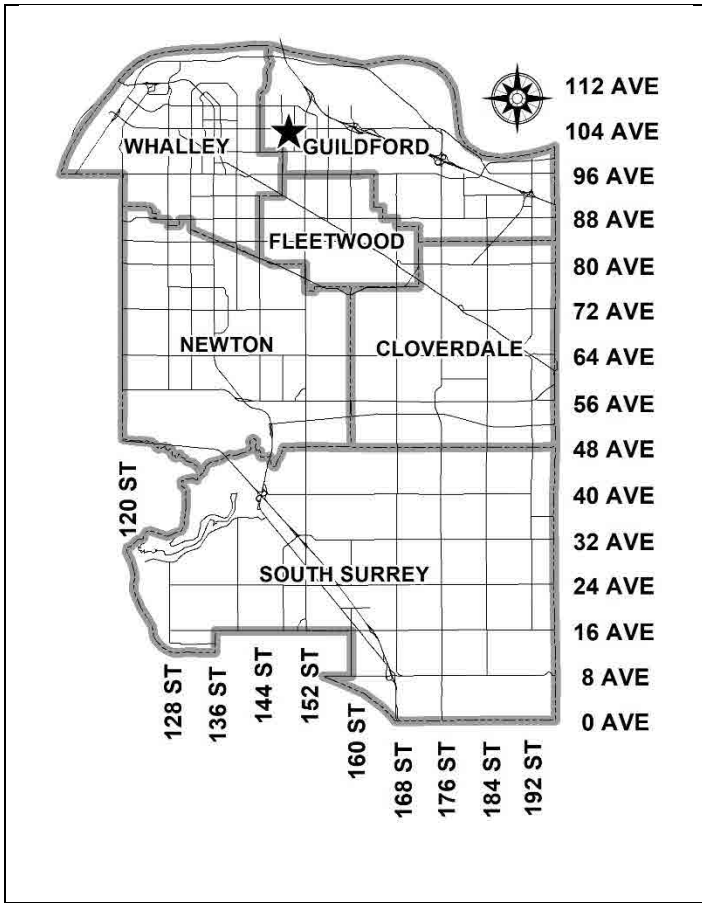 112 AVE
104 AVE
WHALLEY
GUILDFORD
96 AVE
88 AVE
FLEETWOOD
80 AVE
72 AVE
NEWTON
CLOVERDALE
64 AVE
56 AVE
48 AVE
120 ST
40 AVE
32 AVE
SOUTH SURREY
24 AVE
16 AVE
8 AVE
0 AVE
128 ST
136 ST
144 ST
152 ST
160 ST
168 ST
176 ST
184 ST
192 ST